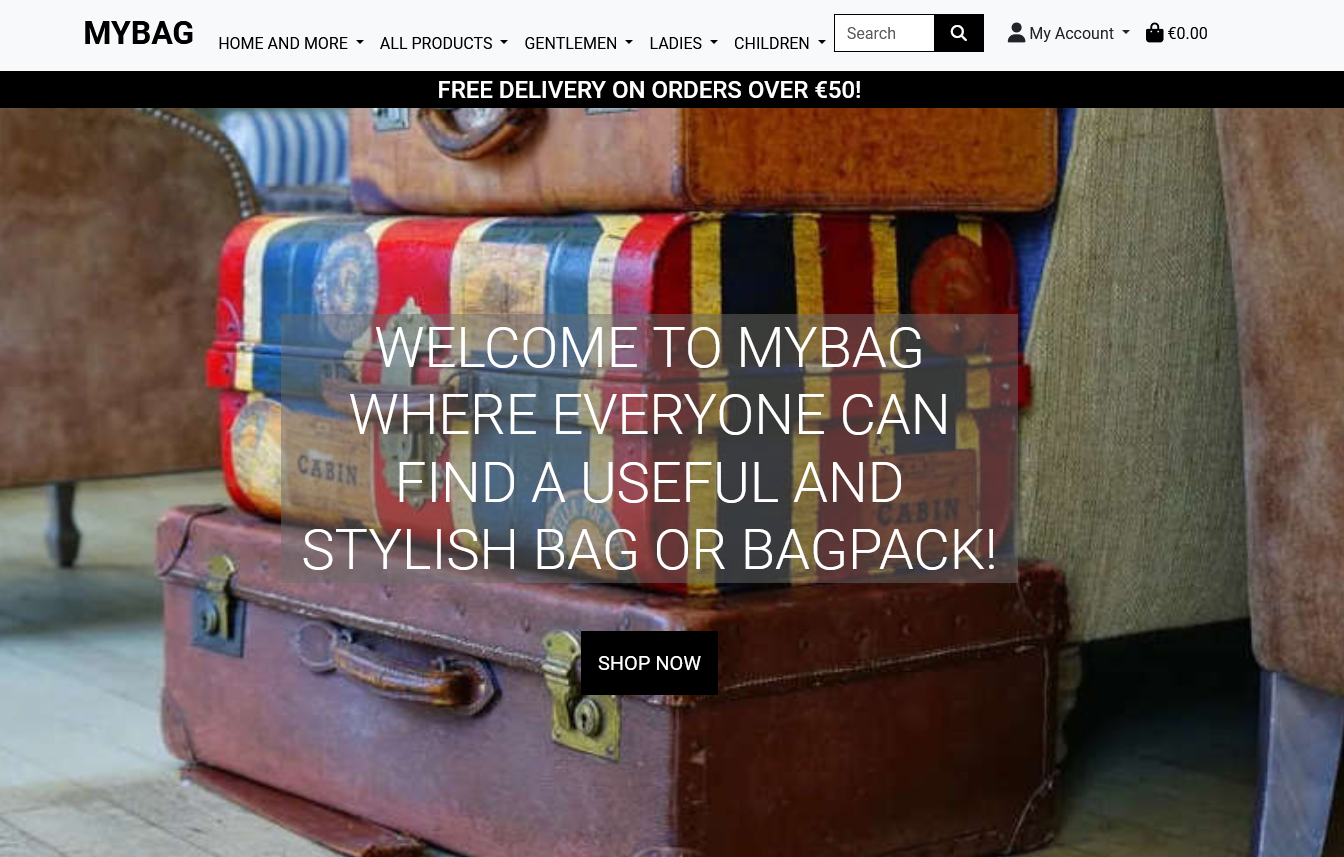 MYBAG
HOME AND MORE
ALL PRODUCTS
GENTLEMEN
LADIES
CHILDREN
Search
My Account
€0.00
FREE DELIVERY ON ORDERS OVER €50!
WELCOME TO MYBAG
WHERE EVERYONE CAN
FIND A USEFUL AND
STYLISH BAG OR BAGPACK!
CABIN
CABIN
SHOP NOW